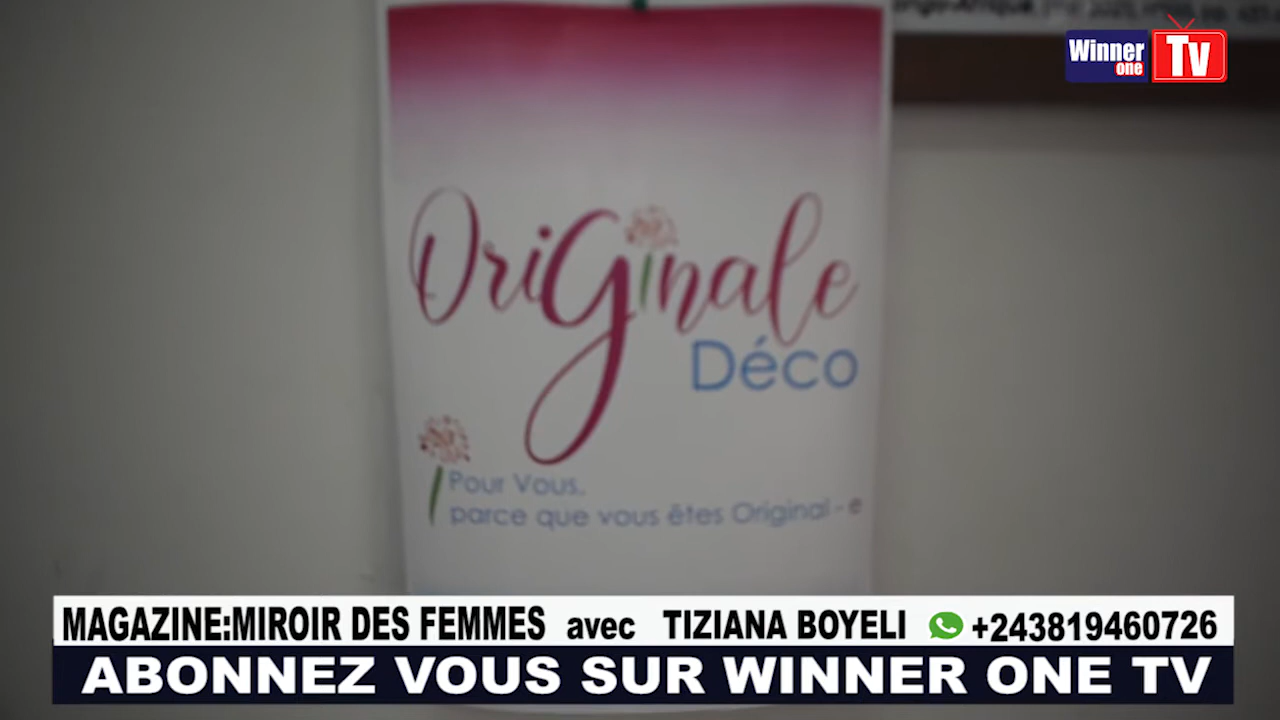 Winner
one
Tv
OriGinale
Déco
Pour Vous,
parce que vous êtes Original - e
MAGAZINE:MIROIR DES FEMMES avec TIZIANA BOYELI +243819460726
ABONNEZ VOUS SUR WINNER ONE TV